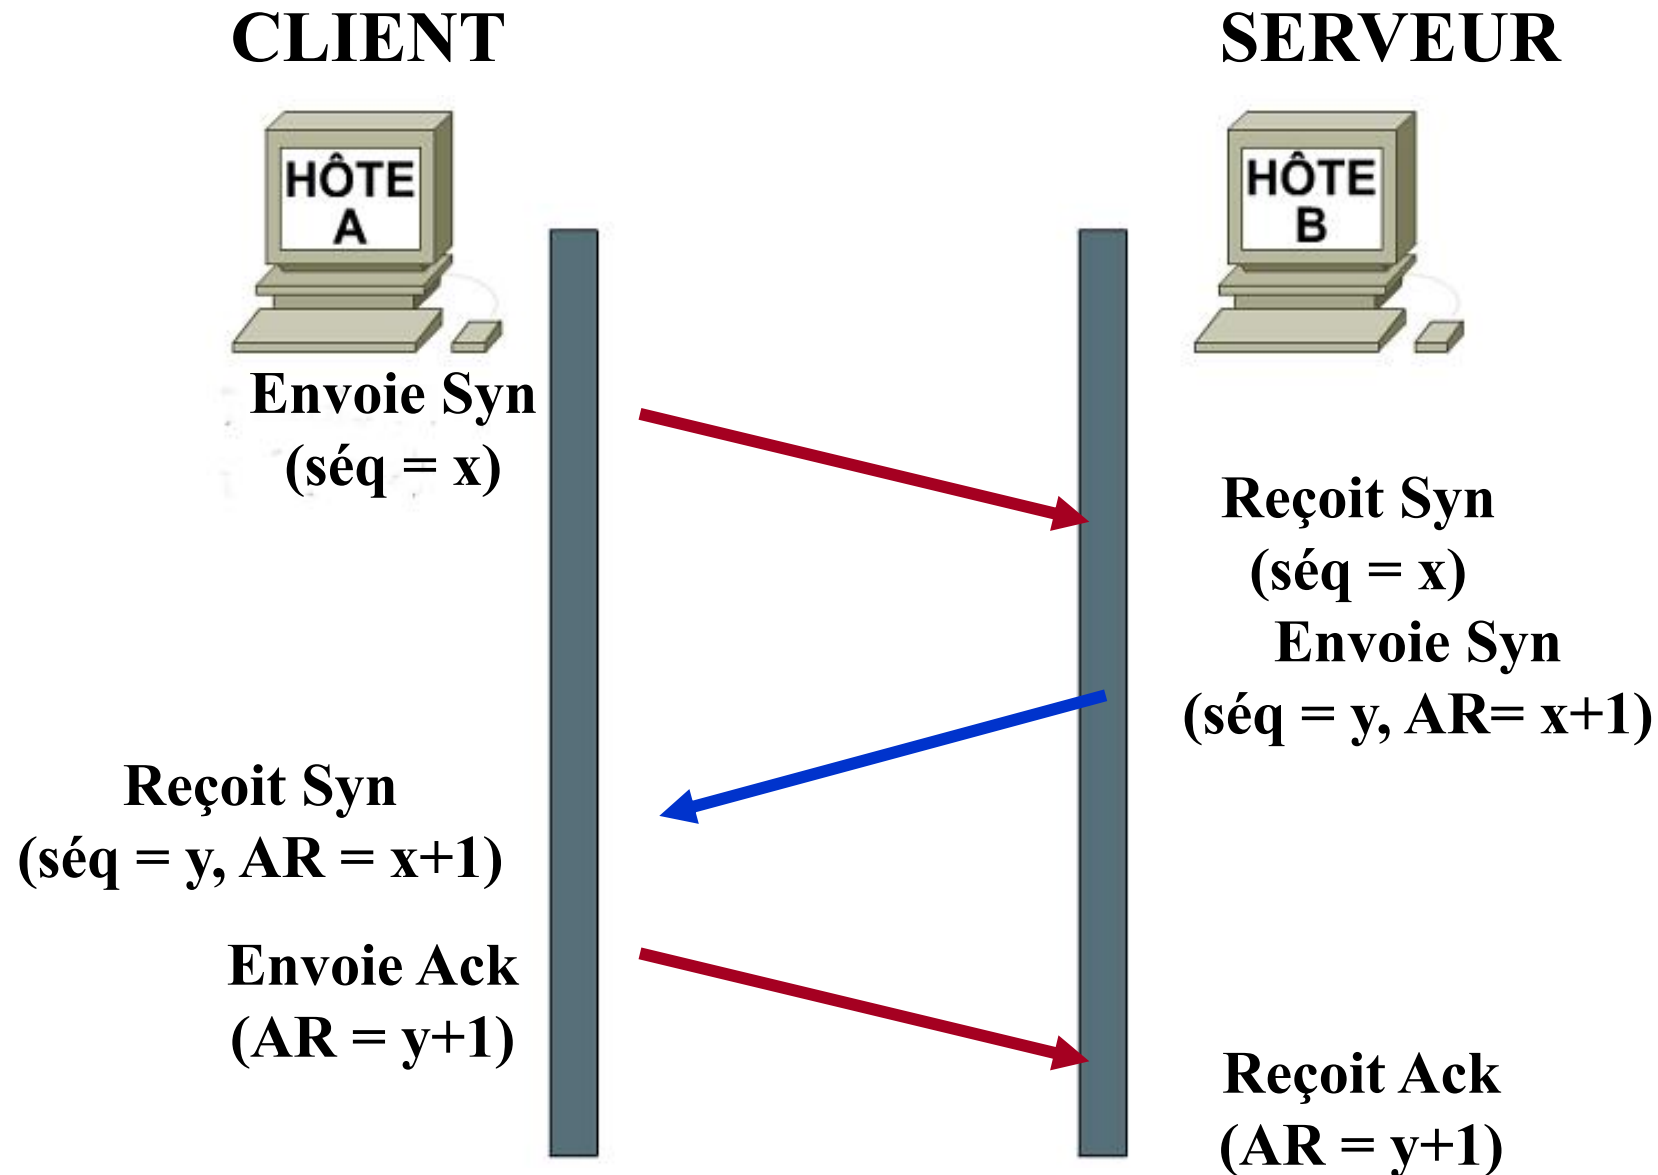 CLIENT
SERVEUR
HÔTE
A
HÔTE
B
Envoie Syn
(séq = x)
Reçoit Syn
(séq = x)
Envoie Syn
(séq = y, AR= x+1)
Reçoit Syn
(séq = y, AR = x+1)
Envoie Ack
(AR = y+1)
Reçoit Ack
(AR = y+1)